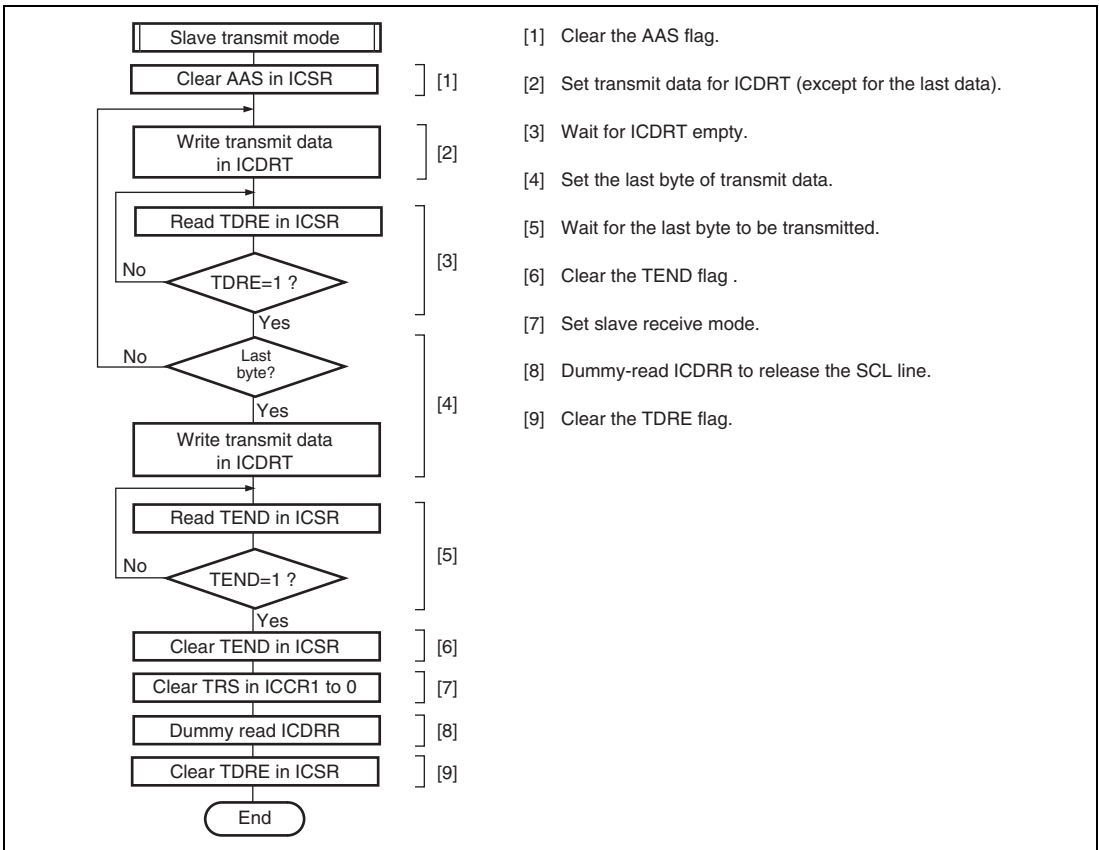 Slave transmit mode
Clear AAS in ICSR
[1]
Write transmit data
in ICDRT
[2]
Read TDRE in ICSR
No
TDRE=1 ?
[3]
Yes
No
Last
byte?
[4]
Yes
Write transmit data
in ICDRT
Read TEND in ICSR
No
TEND=1 ?
[5]
Yes
Clear TEND in ICSR
[6]
Clear TRS in ICCR1 to 0
[7]
Dummy read ICDRR
[8]
Clear TDRE in ICSR
[9]
End
[1] Clear the AAS flag.
[2] Set transmit data for ICDRT (except for the last data).
[3] Wait for ICDRT empty.
[4] Set the last byte of transmit data.
[5] Wait for the last byte to be transmitted.
[6] Clear the TEND flag .
[7] Set slave receive mode.
[8] Dummy-read ICDRR to release the SCL line.
[9] Clear the TDRE flag.